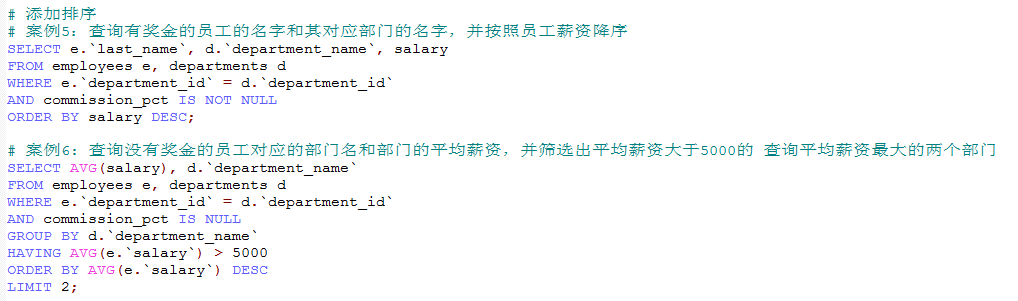 # 添加排序
# 案例5：查询有奖金的员工的名字和其对应部门的名字，并按照员工薪资降序
SELECT e.`last_name`, d.`department_name`, salary
FROM employees e, departments d
WHERE e.`department_id` = d.`department_id`
AND commission_pct IS NOT NULL
ORDER BY salary DESC;

# 案例6：查询没有奖金的员工对应的部门名和部门的平均薪资，并筛选出平均薪资大于5000的 查询平均薪资最大的两个部门
SELECT AVG(salary), d.`department_name`
FROM employees e, departments d
WHERE e.`department_id` = d.`department_id`
AND commission_pct IS NULL
GROUP BY d.`department_name`
HAVING AVG(e.`salary`) > 5000
ORDER BY AVG(e.`salary`) DESC
LIMIT 2;